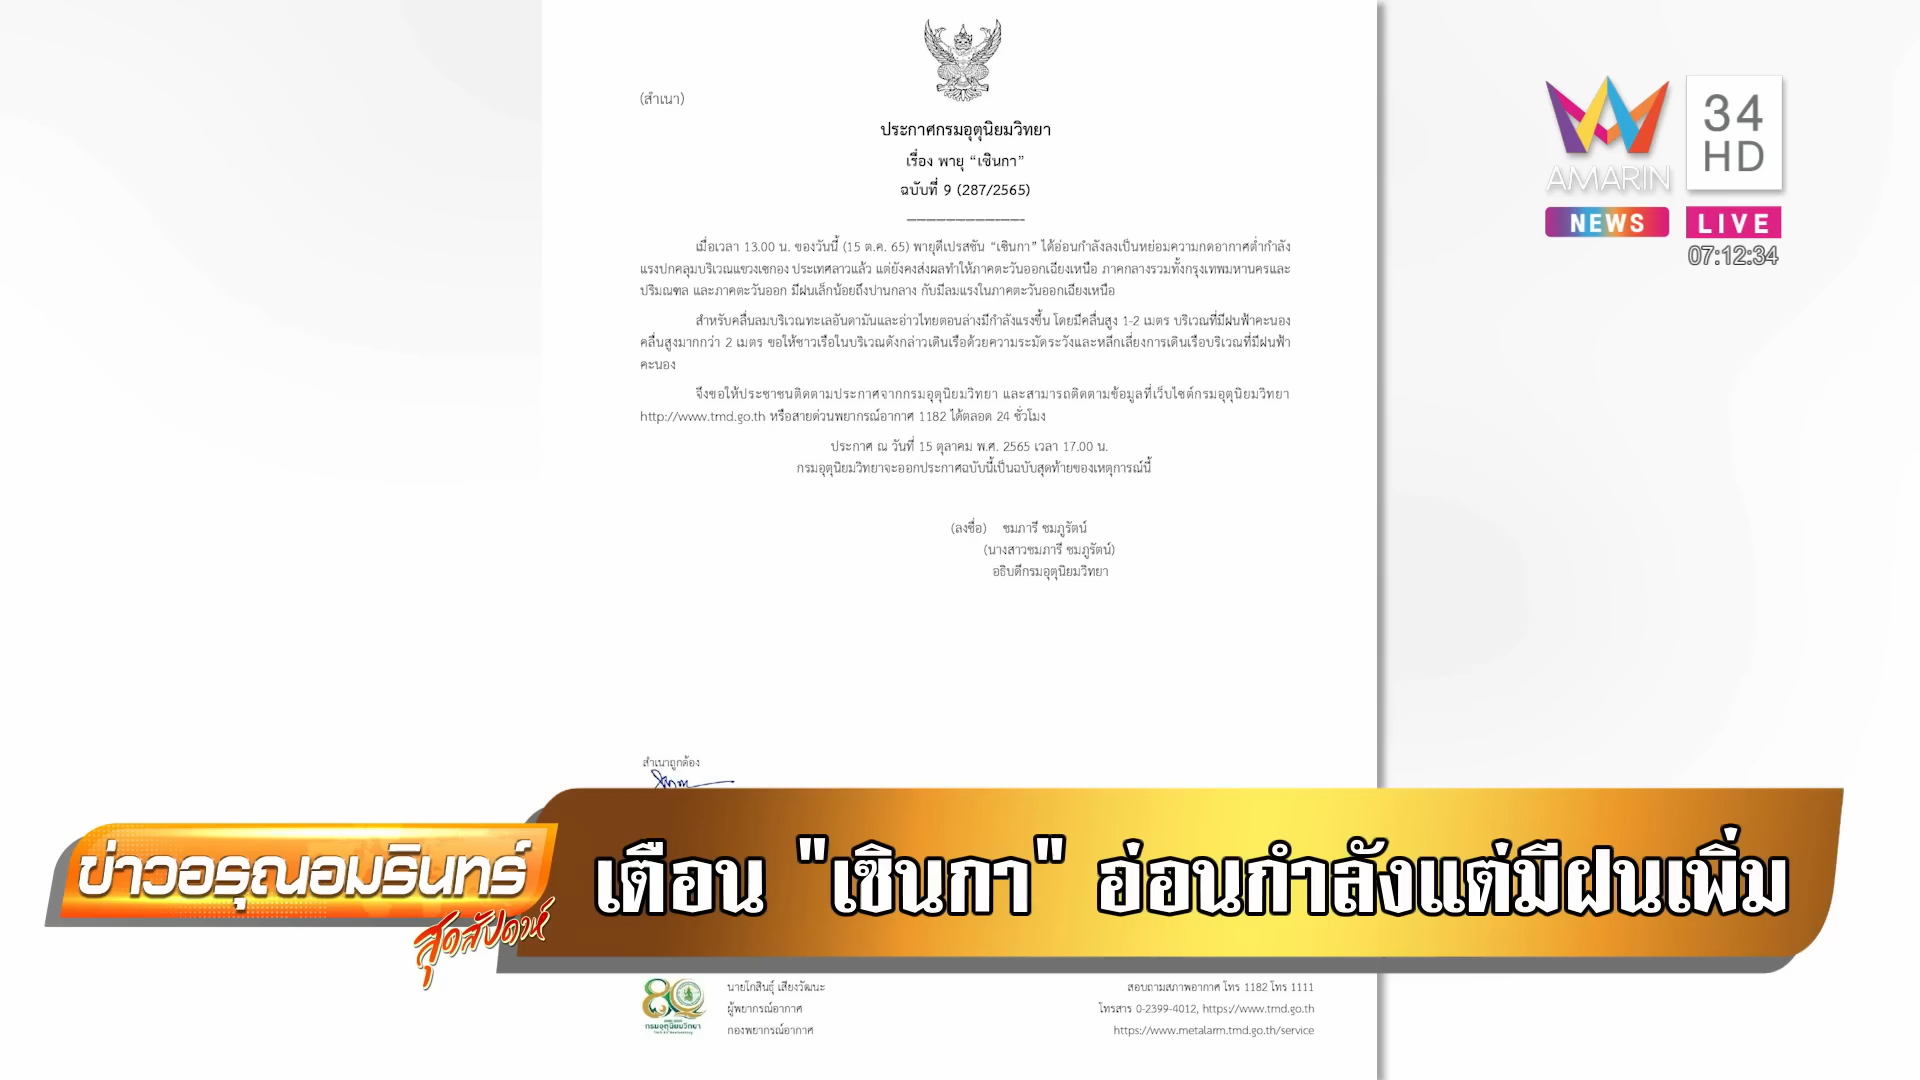 (สำเนา)
ประกาศกรมอุตุนิยมวิทยา
เรื่อง พายุ “เซินกา”
ฉบับที่ 9 (287/2565)
เมื่อเวลา 13.00 น. ของวันนี้ (15 ต.ค. 65) พายุดีเปรสชัน “เซินกา” ได้อ่อนกำลังลงเป็นหย่อมความกดอากาศต่ำกำลัง
แรงปกคลุมบริเวณแขวงเซกอง ประเทศลาวแล้ว แต่ยังคงส่งผลทำให้ภาคตะวันออกเฉียงเหนือ ภาคกลางรวมทั้งกรุงเทพมหานครและ
ปริมณฑล และภาคตะวันออก มีฝนเล็กน้อยถึงปานกลาง กับมีลมแรงในภาคตะวันออกเฉียงเหนือ
สำหรับคลื่นลมบริเวณทะเลอันดามันและอ่าวไทยตอนล่างมีกำลังแรงขึ้น โดยมีคลื่นสูง 1-2 เมตร บริเวณที่มีฝนฟ้าคะนอง
คลื่นสูงมากกว่า 2 เมตร ขอให้ชาวเรือในบริเวณดังกล่าวเดินเรือด้วยความระมัดระวังและหลีกเลี่ยงการเดินเรือบริเวณที่มีฝนฟ้า
คะนอง
จึงขอให้ประชาชนติดตามประกาศจากกรมอุตุนิยมวิทยา และสามารถติดตามข้อมูลที่เว็บไซต์กรมอุตุนิยมวิทยา
http://www.tmd.go.th หรือสายด่วนพยากรณ์อากาศ 1182 ได้ตลอด 24 ชั่วโมง
ประกาศ ณ วันที่ 15 ตุลาคม พ.ศ. 2565 เวลา 17.00 น.
กรมอุตุนิยมวิทยาจะออกประกาศฉบับนี้เป็นฉบับสุดท้ายของเหตุการณ์นี้
(ลงชื่อ) ชมภารี ชมภูรัตน์
(นางสาวชมภารี ชมภูรัตน์)
อธิบดีกรมอุตุนิยมวิทยา
สำเนาถูกต้อง
AMARIN
34
HD
NEWS
LIVE
07:12:34
ข่าวอรุณอมรินทร์
สุดสัปดาห์
เตือน "เซินกา" อ่อนกำลังแต่มีฝนเพิ่ม
80
กรมอุตุนิยมวิทยา
นายโกสินธุ์ เสียงวัฒนะ
ผู้พยากรณ์อากาศ
กองพยากรณ์อากาศ
สอบถามสภาพอากาศ โทร 1182 โทร 1111
โทรสาร 0-2399-4012, https://www.tmd.go.th
https://www.metalarm.tmd.go.th/service